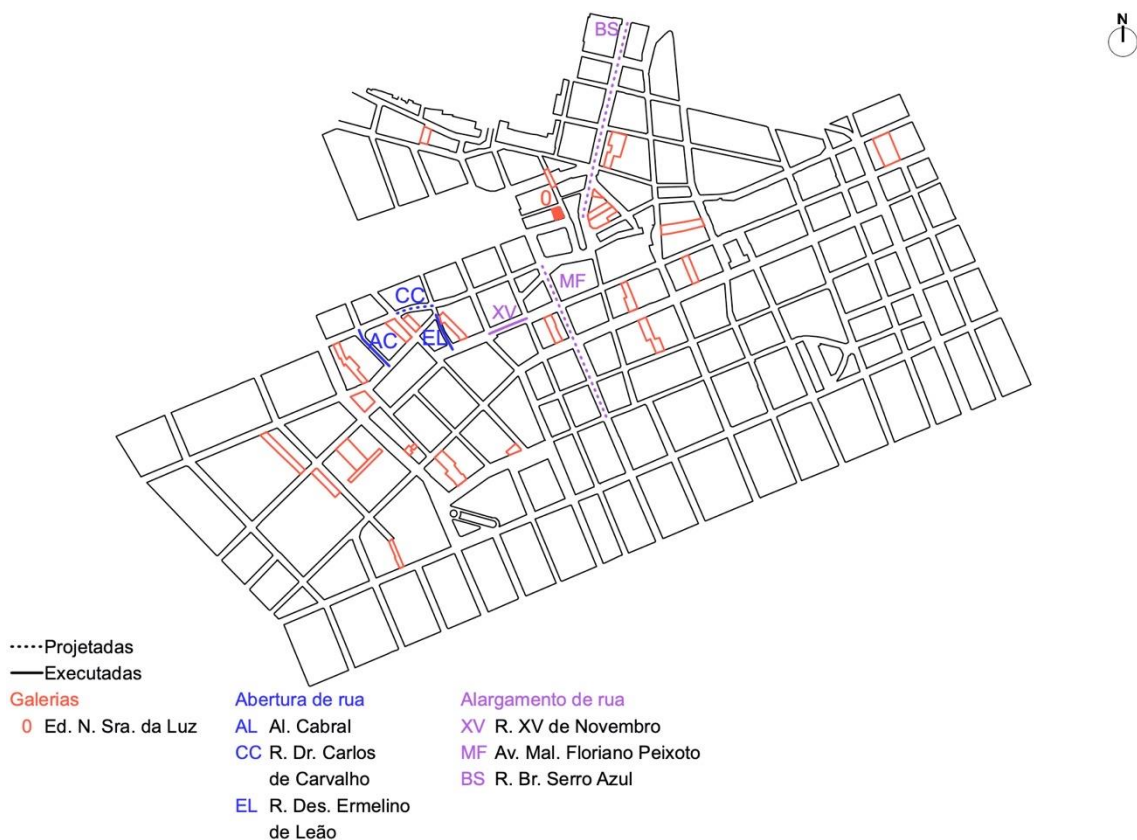 BS
N
0
MF
CC
XV
AC
EL
Projetadas
Executadas
Galerias
0 Ed. N. Sra. da Luz
Abertura de rua
AL Al. Cabral
CC R. Dr. Carlos
de Carvalho
EL R. Des. Ermelino
de Leão
Alargamento de rua
XV R. XV de Novembro
MF Av. Mal. Floriano Peixoto
BS R. Br. Serro Azul